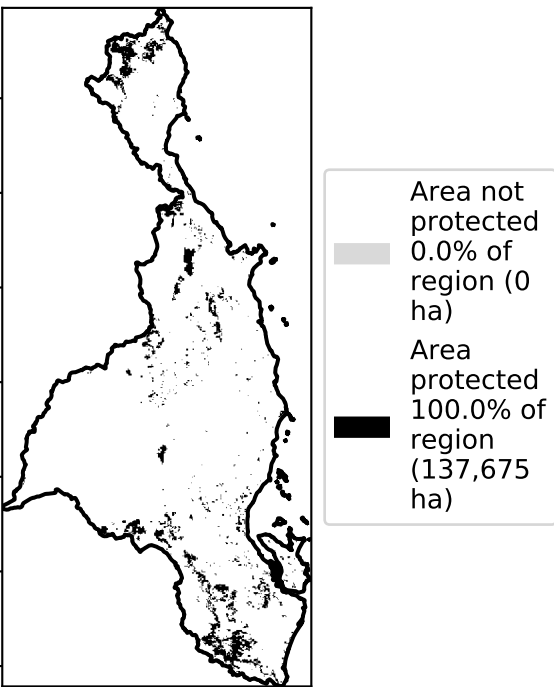 Area not
protected
0.0% of
region (0
ha)
Area
protected
100.0% of
region
(137,675
ha)